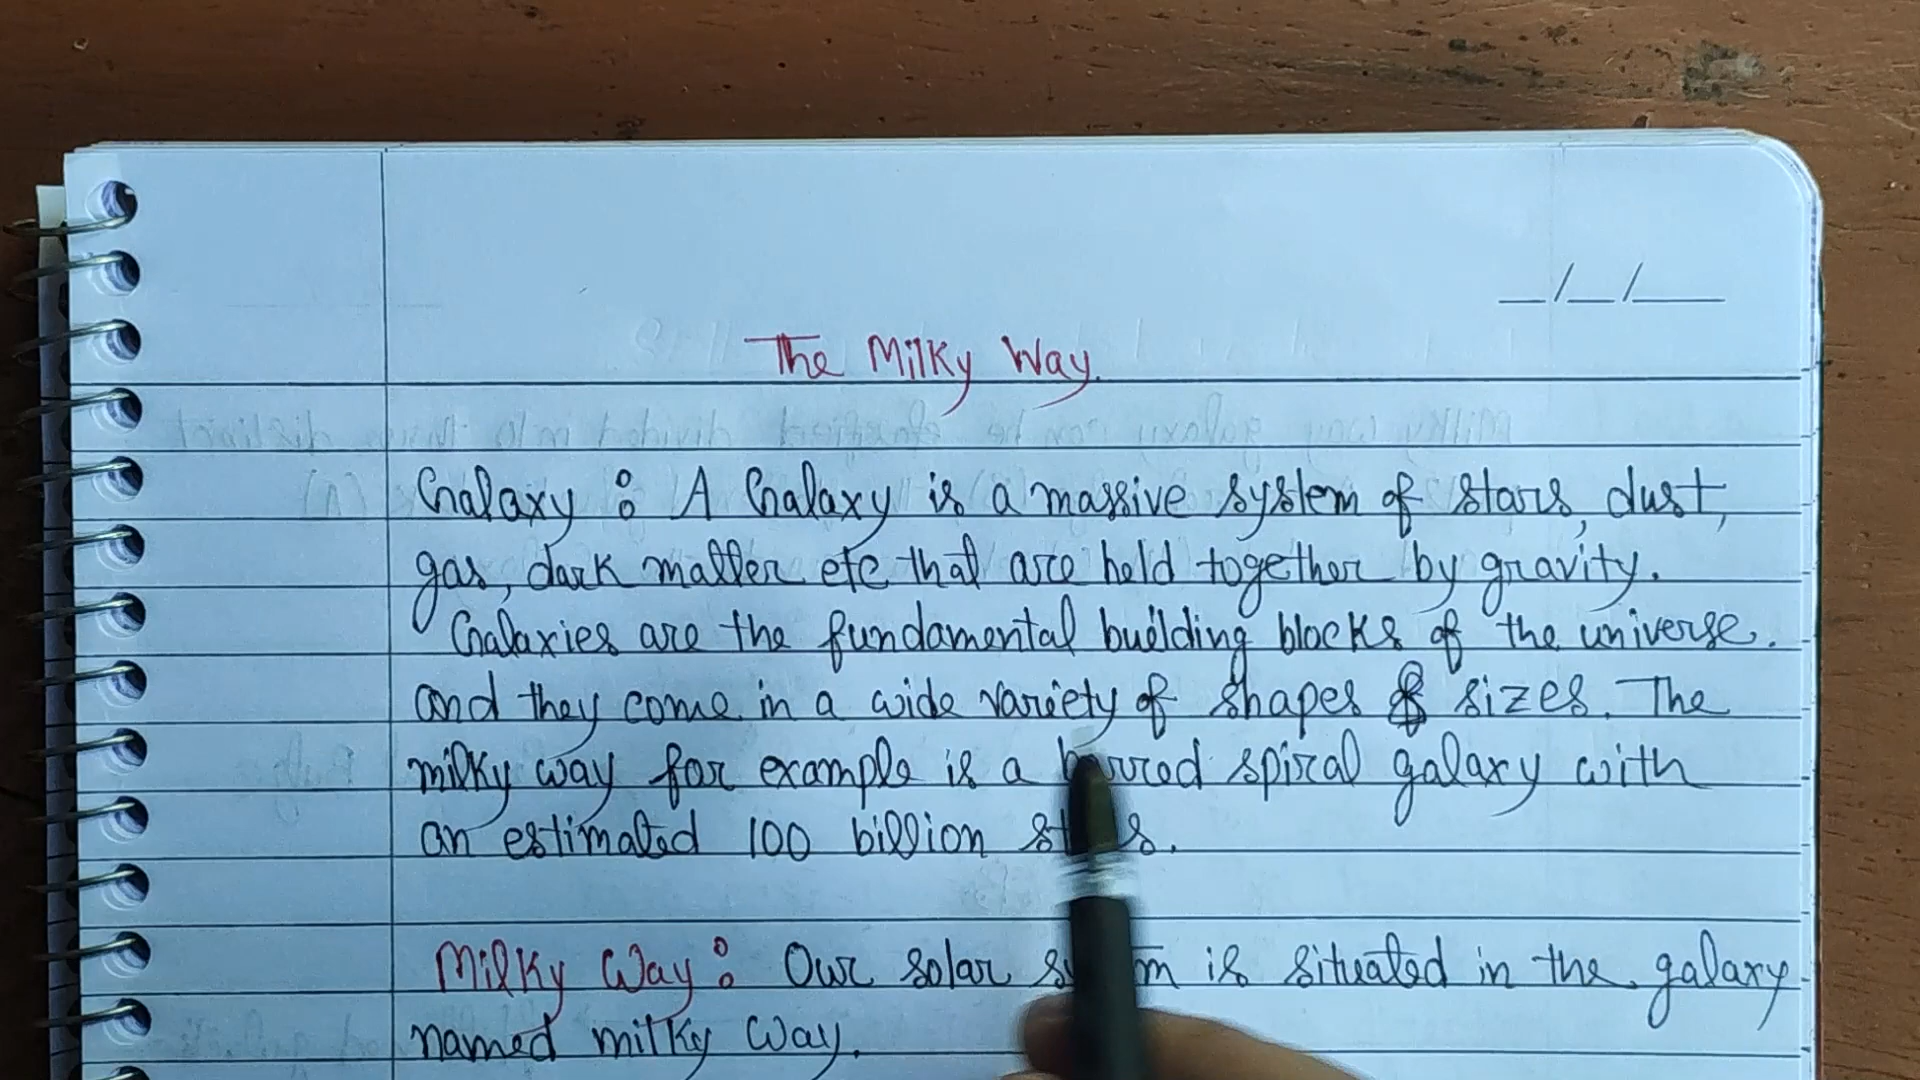 The Milky Way.
Galaxy : A Galaxy is a massive system of stars, dust,
gas, dark matter etc that are held together by gravity.
Galaxies are the fundamental building blocks of the universe.
and they come in a wide variety of shapes & sizes. The
milky way for example is a barred spiral galaxy with
an estimated 100 billion stars.
Milky Way : Our solar system is situated in the galaxy
named milky way.